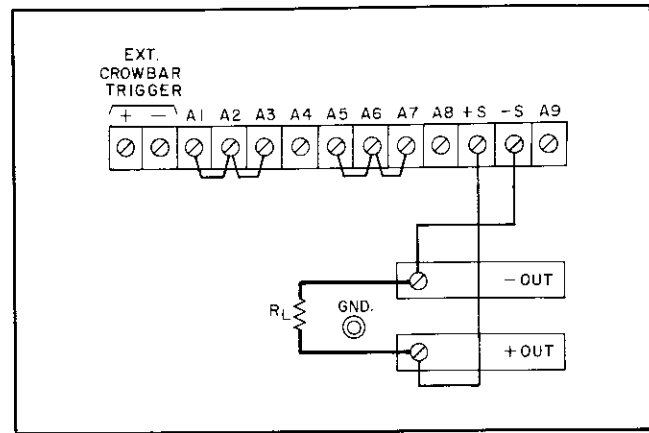 EXT.
CROWBAR
TRIGGER
+ - A1 A2 A3 A4 A5 A6 A7 A8 +S -S A9
- OUT
RL
GND.
+ OUT